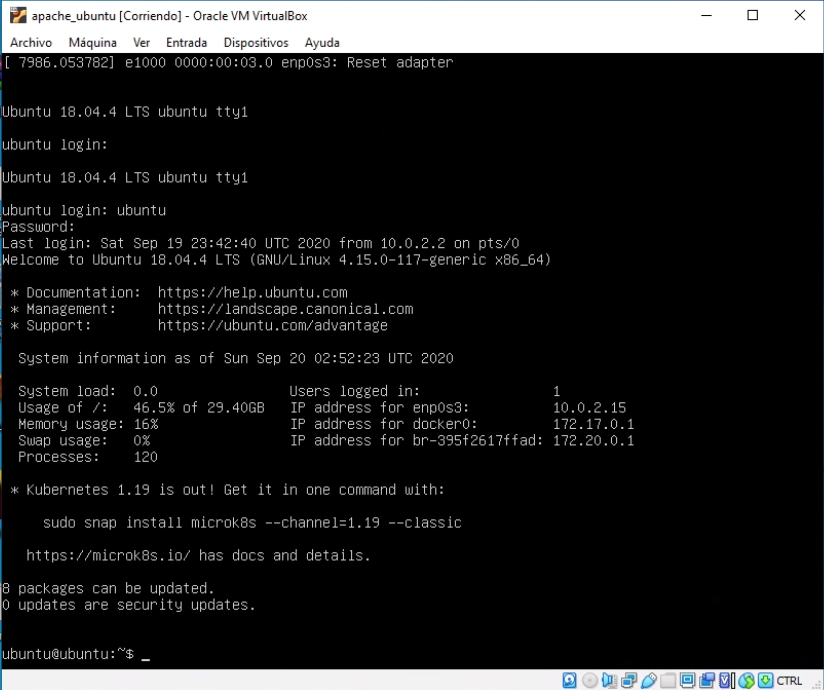 apache_ubuntu [Corriendo] - Oracle VM VirtualBox
Archivo Máquina Ver Entrada Dispositivos Ayuda
[ 7986.053782] e1000 0000:00:03.0 enp0s3: Reset adapter
Ubuntu 18.04.4 LTS ubuntu tty1
ubuntu login:
Ubuntu 18.04.4 LTS ubuntu tty1
ubuntu login: ubuntu
Password:
Last login: Sat Sep 19 23:42:40 UTC 2020 from 10.0.2.2 on pts/0
Welcome to Ubuntu 18.04.4 LTS (GNU/Linux 4.15.0-117-generic x86_64)
* Documentation: https://help.ubuntu.com
* Management: https://landscape.canonical.com
* Support: https://ubuntu.com/advantage
System information as of Sun Sep 20 02:52:23 UTC 2020
System load: 0.0 Users logged in: 1
Usage of /: 46.5% of 29.40GB IP address for enp0s3: 10.0.2.15
Memory usage: 16% IP address for docker0: 172.17.0.1
Swap usage: 0% IP address for br-395f2617ffad: 172.20.0.1
Processes: 120
* Kubernetes 1.19 is out! Get it in one command with:
sudo snap install microk8s --channel=1.19 --classic
https://microk8s.io/ has docs and details.
8 packages can be updated.
0 updates are security updates.
ubuntu@ubuntu:~$ _
CTRL